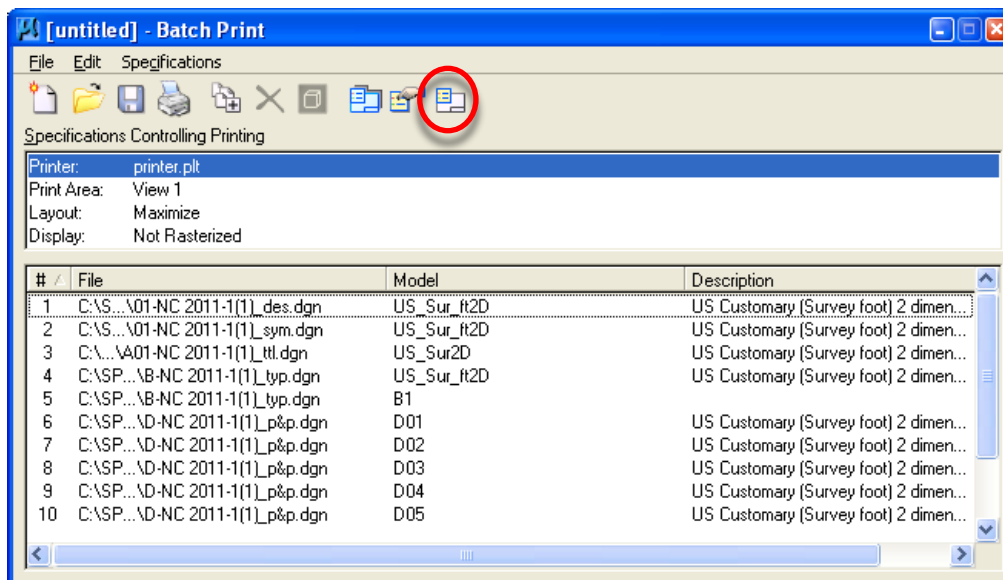 [untitled] - Batch Print
File Edit Specifications
Specifications Controlling Printing
Printer: printer.plt
Print Area: View 1
Layout: Maximize
Display: Not Rasterized
# File Model Description
1 C:\S...\01-NC 2011-1(1)_des.dgn US_Sur_ft2D US Customary (Survey foot) 2 dimen...
2 C:\S...\01-NC 2011-1(1)_sym.dgn US_Sur_ft2D US Customary (Survey foot) 2 dimen...
3 C:\...\A01-NC 2011-1(1)_ttl.dgn US_Sur2D US Customary (Survey foot) 2 dimen...
4 C:\SP...\B-NC 2011-1(1)_typ.dgn US_Sur_ft2D US Customary (Survey foot) 2 dimen...
5 C:\SP...\B-NC 2011-1(1)_typ.dgn B1
6 C:\SP...\D-NC 2011-1(1)_p&p.dgn D01 US Customary (Survey foot) 2 dimen...
7 C:\SP...\D-NC 2011-1(1)_p&p.dgn D02 US Customary (Survey foot) 2 dimen...
8 C:\SP...\D-NC 2011-1(1)_p&p.dgn D03 US Customary (Survey foot) 2 dimen...
9 C:\SP...\D-NC 2011-1(1)_p&p.dgn D04 US Customary (Survey foot) 2 dimen...
10 C:\SP...\D-NC 2011-1(1)_p&p.dgn D05 US Customary (Survey foot) 2 dimen...